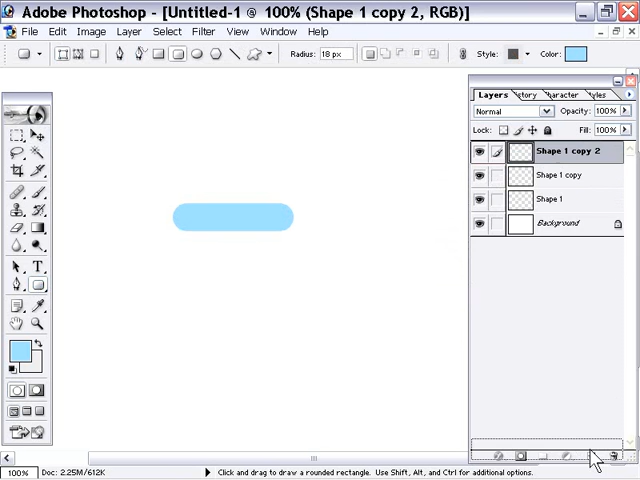 Adobe Photoshop - [Untitled-1 @ 100% (Shape 1 copy 2, RGB)]
File Edit Image Layer Select Filter View Window Help
Radius: 18 px Style: Color:
Layers story haracter tyles
Normal Opacity: 100%
Lock: Fill: 100%
Shape 1 copy 2
Shape 1 copy
Shape 1
Background
T
100% Doc: 2.25M/612K Click and drag to draw a rounded rectangle. Use Shift, Alt, and Ctrl for additional options.